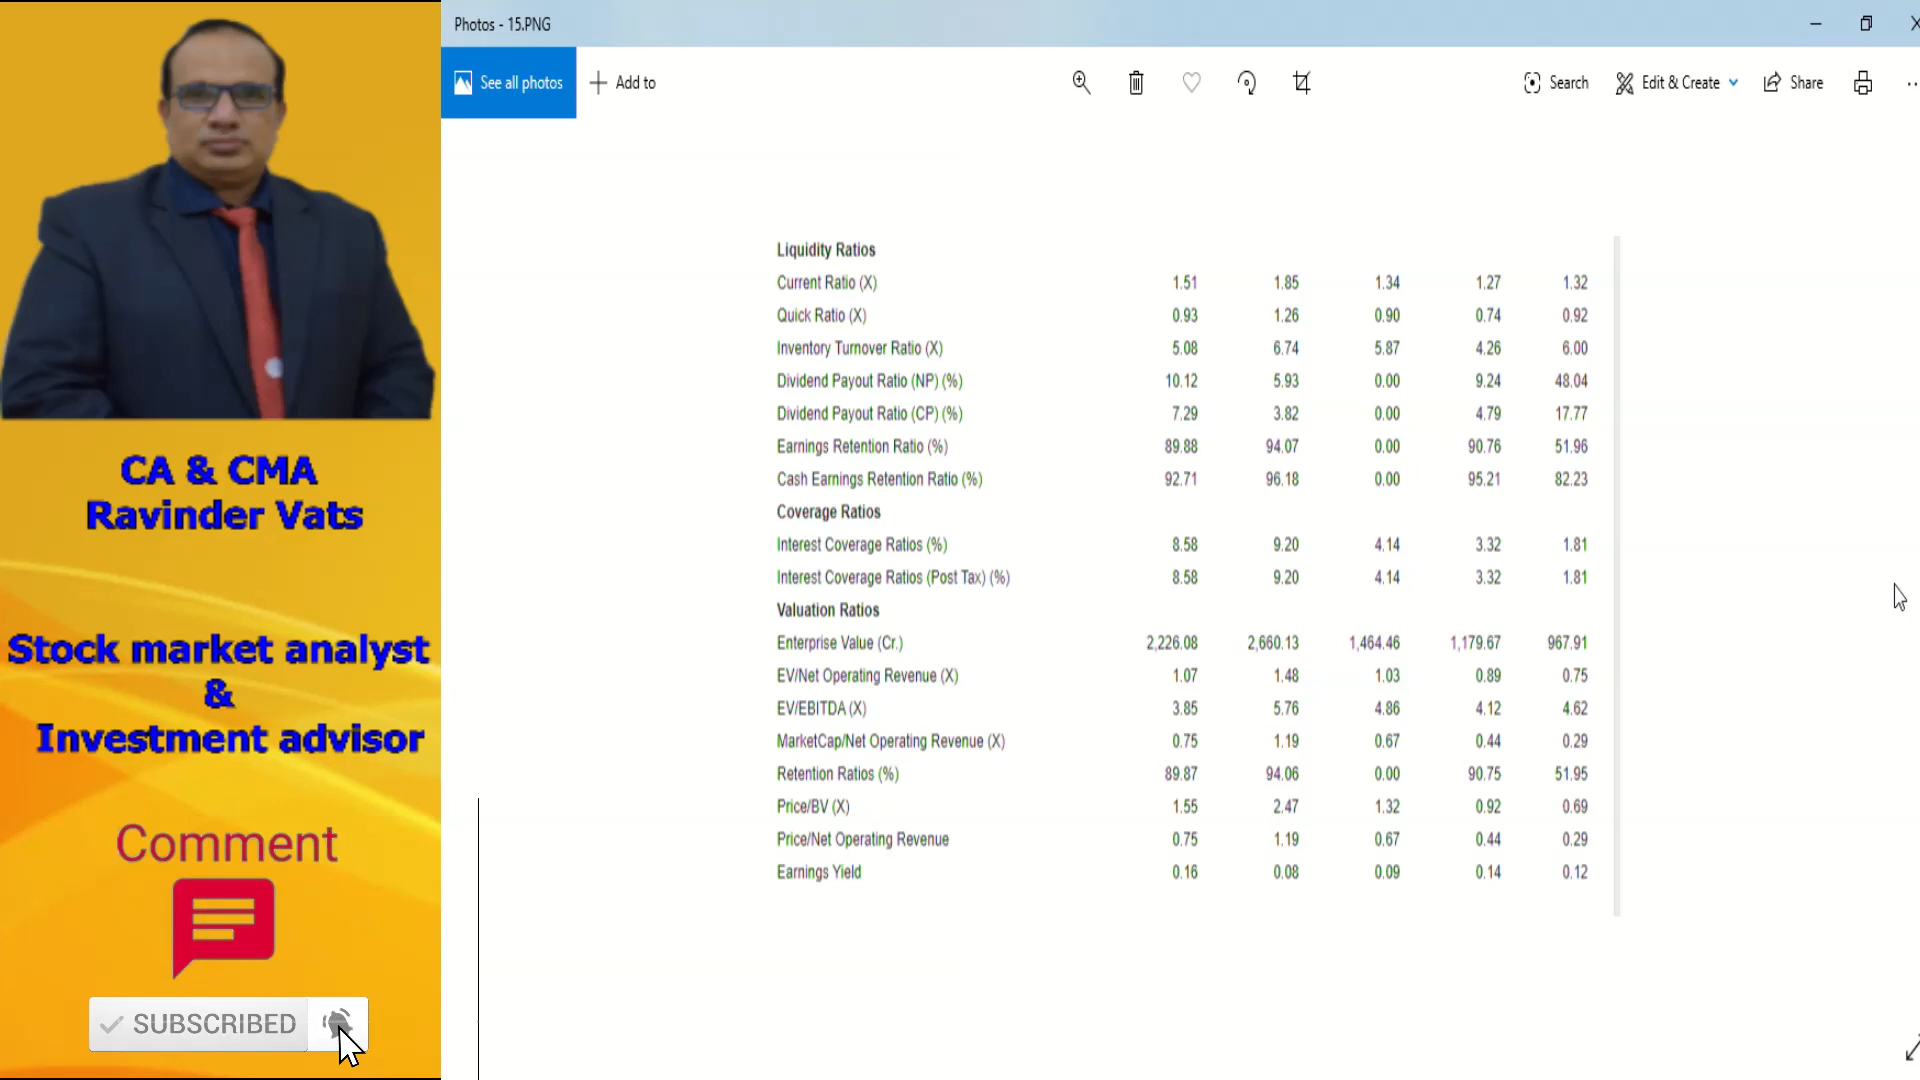 CA & CMA
Ravinder Vats
Stock market analyst
&
Investment advisor
Comment
SUBSCRIBED
Photos - 15.PNG
See all photos
Add to
Search
Edit & Create
Share
Liquidity Ratios
Current Ratio (X) 1.51 1.85 1.34 1.27 1.32
Quick Ratio (X) 0.93 1.26 0.90 0.74 0.92
Inventory Turnover Ratio (X) 5.08 6.74 5.87 4.26 6.00
Dividend Payout Ratio (NP) (%) 10.12 5.93 0.00 9.24 48.04
Dividend Payout Ratio (CP) (%) 7.29 3.82 0.00 4.79 17.77
Earnings Retention Ratio (%) 89.88 94.07 0.00 90.76 51.96
Cash Earnings Retention Ratio (%) 92.71 96.18 0.00 95.21 82.23
Coverage Ratios
Interest Coverage Ratios (%) 8.58 9.20 4.14 3.32 1.81
Interest Coverage Ratios (Post Tax) (%) 8.58 9.20 4.14 3.32 1.81
Valuation Ratios
Enterprise Value (Cr.) 2,226.08 2,660.13 1,464.46 1,179.67 967.91
EV/Net Operating Revenue (X) 1.07 1.48 1.03 0.89 0.75
EV/EBITDA (X) 3.85 5.76 4.86 4.12 4.62
MarketCap/Net Operating Revenue (X) 0.75 1.19 0.67 0.44 0.29
Retention Ratios (%) 89.87 94.06 0.00 90.75 51.95
Price/BV (X) 1.55 2.47 1.32 0.92 0.69
Price/Net Operating Revenue 0.75 1.19 0.67 0.44 0.29
Earnings Yield 0.16 0.08 0.09 0.14 0.12